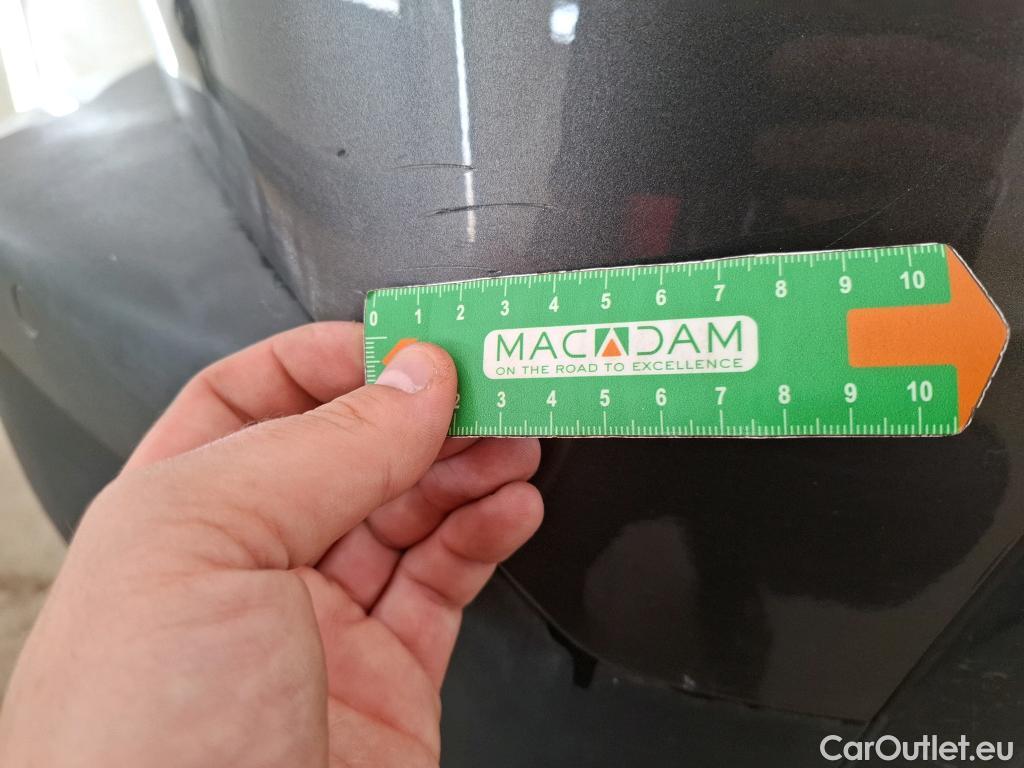 0 1 2 3 4 5 6 7 8 9 10
MACADAM
ON THE ROAD TO EXCELLENCE
2 3 4 5 6 7 8 9 10
CarOutlet.eu